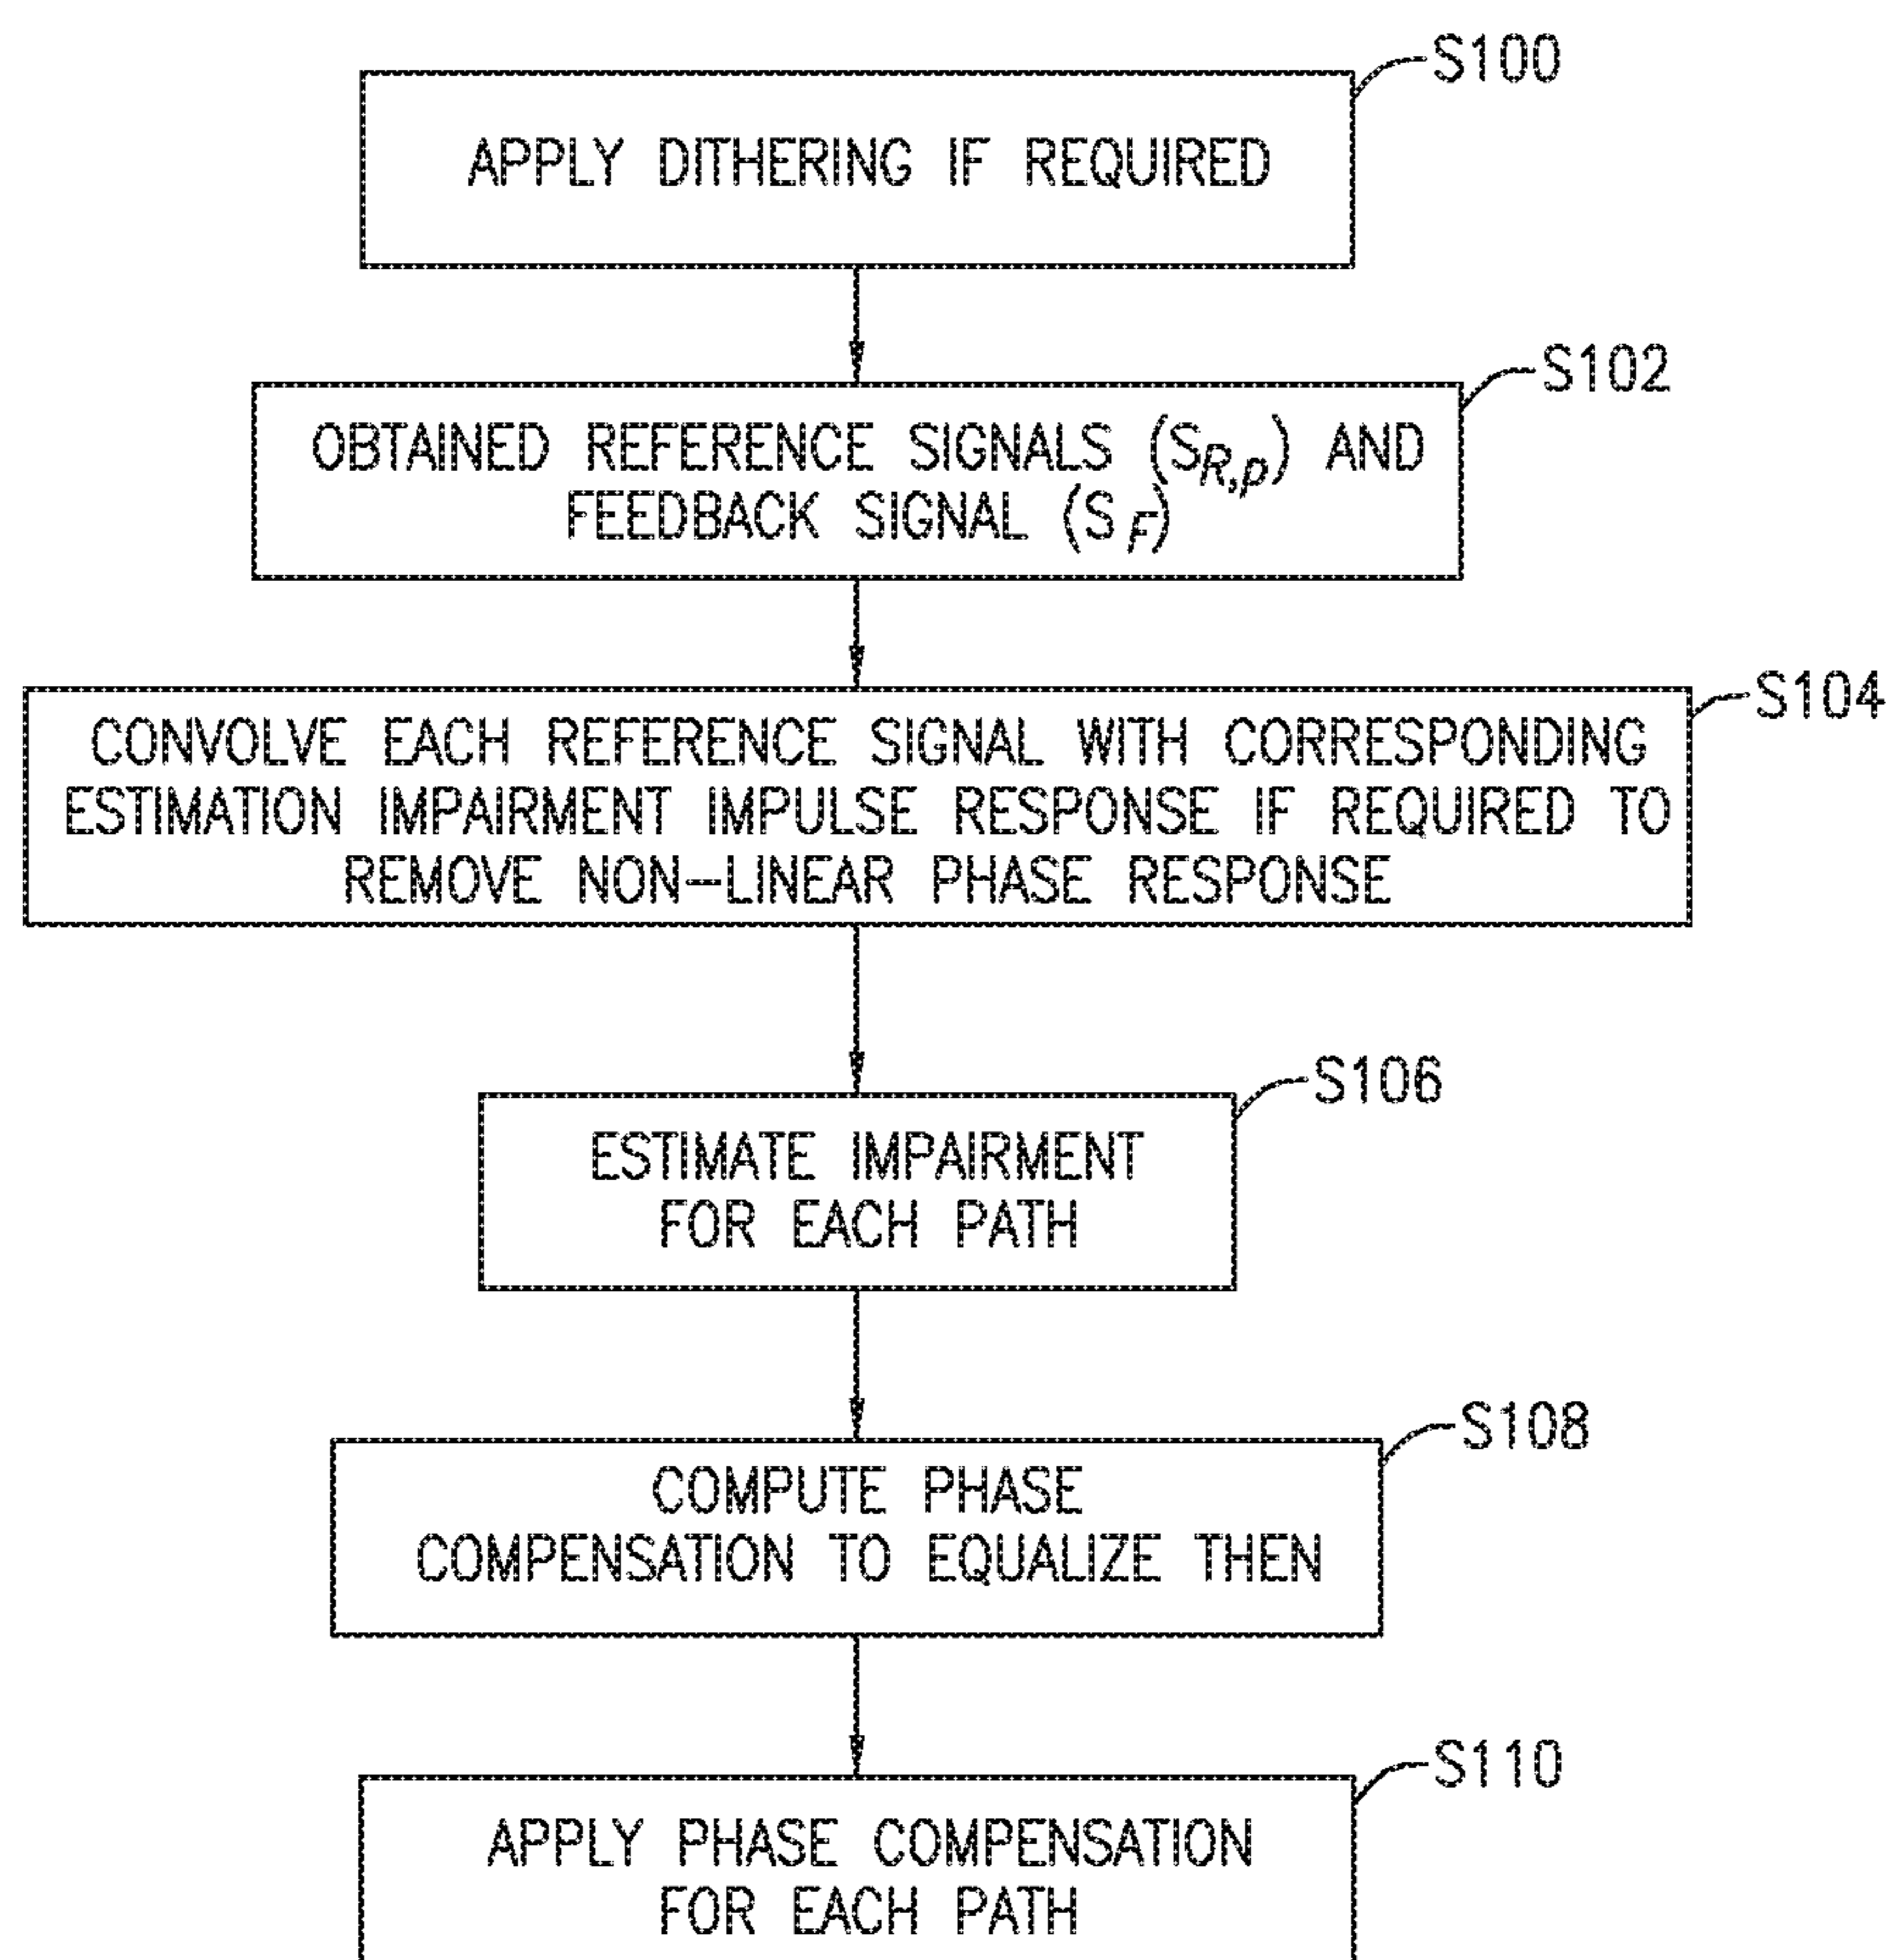 S100
APPLY DITHERING IF REQUIRED
S102
OBTAINED REFERENCE SIGNALS (S_{R,p}) AND
FEEDBACK SIGNAL (S_F)
S104
CONVOLVE EACH REFERENCE SIGNAL WITH CORRESPONDING
ESTIMATION IMPAIRMENT IMPULSE RESPONSE IF REQUIRED TO
REMOVE NON-LINEAR PHASE RESPONSE
S106
ESTIMATE IMPAIRMENT
FOR EACH PATH
S108
COMPUTE PHASE
COMPENSATION TO EQUALIZE THEN
S110
APPLY PHASE COMPENSATION
FOR EACH PATH